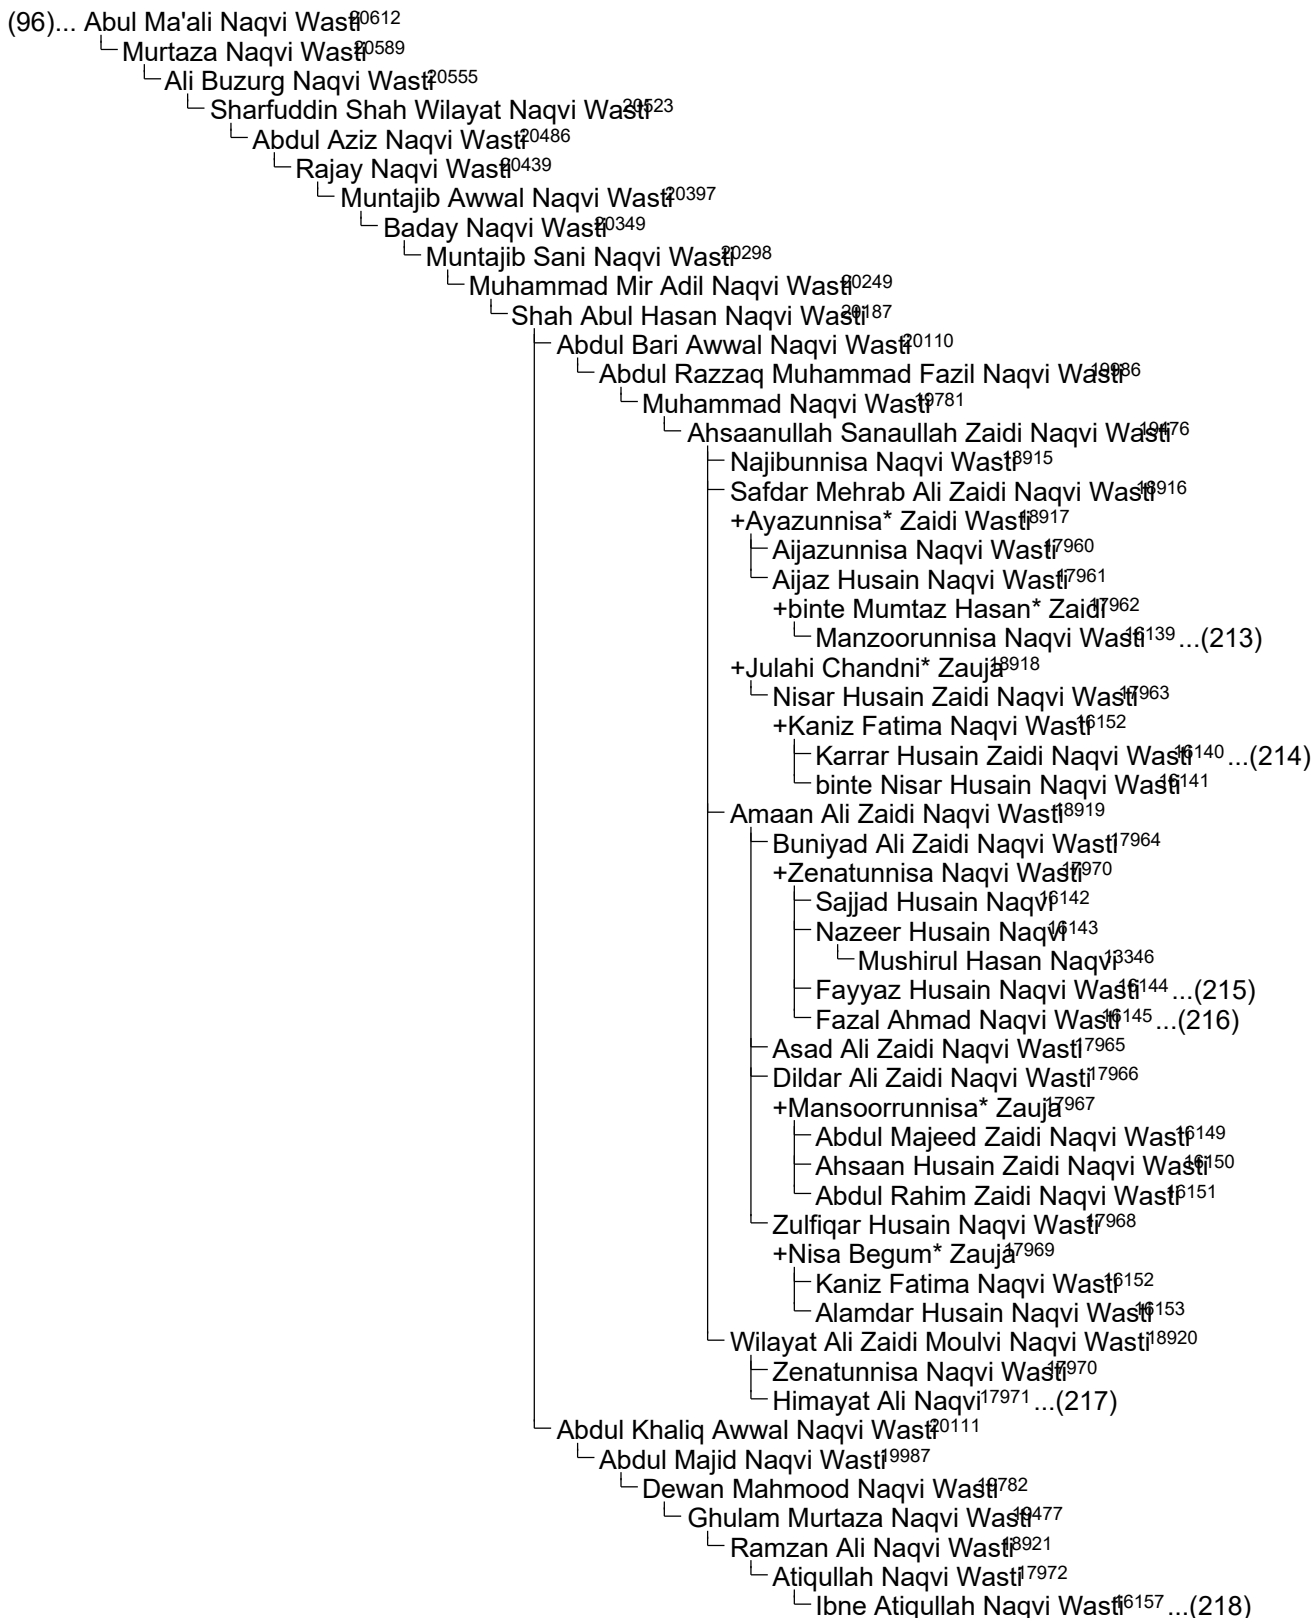 (96)... Abul Ma'ali Naqvi Wasti20612
Murtaza Naqvi Wasti20589
Ali Buzurg Naqvi Wasti20555
Sharfuddin Shah Wilayat Naqvi Wasti20523
Abdul Aziz Naqvi Wasti20486
Rajay Naqvi Wasti20439
Muntajib Awwal Naqvi Wasti20397
Baday Naqvi Wasti20349
Muntajib Sani Naqvi Wasti20298
Muhammad Mir Adil Naqvi Wasti20249
Shah Abul Hasan Naqvi Wasti20187
Abdul Bari Awwal Naqvi Wasti20110
Abdul Razzaq Muhammad Fazil Naqvi Wasti19986
Muhammad Naqvi Wasti19781
Ahsaanullah Sanaullah Zaidi Naqvi Wasti19476
Najibunnisa Naqvi Wasti18915
Safdar Mehrab Ali Zaidi Naqvi Wasti18916
+Ayazunnisa* Zaidi Wasti18917
Aijazunnisa Naqvi Wasti17960
Aijaz Husain Naqvi Wasti17961
+binte Mumtaz Hasan* Zaidi17962
Manzoorunnisa Naqvi Wasti16139 ...(213)
+Julahi Chandni* Zauja18918
Nisar Husain Zaidi Naqvi Wasti17963
+Kaniz Fatima Naqvi Wasti16152
Karrar Husain Zaidi Naqvi Wasti16140 ...(214)
binte Nisar Husain Naqvi Wasti16141
Amaan Ali Zaidi Naqvi Wasti18919
Buniyad Ali Zaidi Naqvi Wasti17964
+Zenatunnisa Naqvi Wasti17970
Sajjad Husain Naqvi16142
Nazeer Husain Naqvi16143
Mushirul Hasan Naqvi13346
Fayyaz Husain Naqvi Wasti16144 ...(215)
Fazal Ahmad Naqvi Wasti16145 ...(216)
Asad Ali Zaidi Naqvi Wasti17965
Dildar Ali Zaidi Naqvi Wasti17966
+Mansoorrunnisa* Zauja17967
Abdul Majeed Zaidi Naqvi Wasti16149
Ahsaan Husain Zaidi Naqvi Wasti16150
Abdul Rahim Zaidi Naqvi Wasti16151
Zulfiqar Husain Naqvi Wasti17968
+Nisa Begum* Zauja17969
Kaniz Fatima Naqvi Wasti16152
Alamdar Husain Naqvi Wasti16153
Wilayat Ali Zaidi Moulvi Naqvi Wasti18920
Zenatunnisa Naqvi Wasti17970
Himayat Ali Naqvi17971 ...(217)
Abdul Khaliq Awwal Naqvi Wasti20111
Abdul Majid Naqvi Wasti19987
Dewan Mahmood Naqvi Wasti19782
Ghulam Murtaza Naqvi Wasti19477
Ramzan Ali Naqvi Wasti18921
Atiqullah Naqvi Wasti17972
Ibne Atiqullah Naqvi Wasti16157 ...(218)